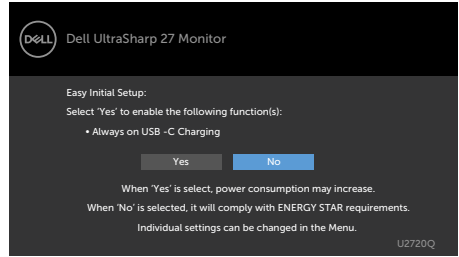 DELL
Dell UltraSharp 27 Monitor
Easy Initial Setup:
Select 'Yes' to enable the following function(s):
• Always on USB -C Charging
Yes
No
When 'Yes' is select, power consumption may increase.
When 'No' is selected, it will comply with ENERGY STAR requirements.
Individual settings can be changed in the Menu.
U2720Q